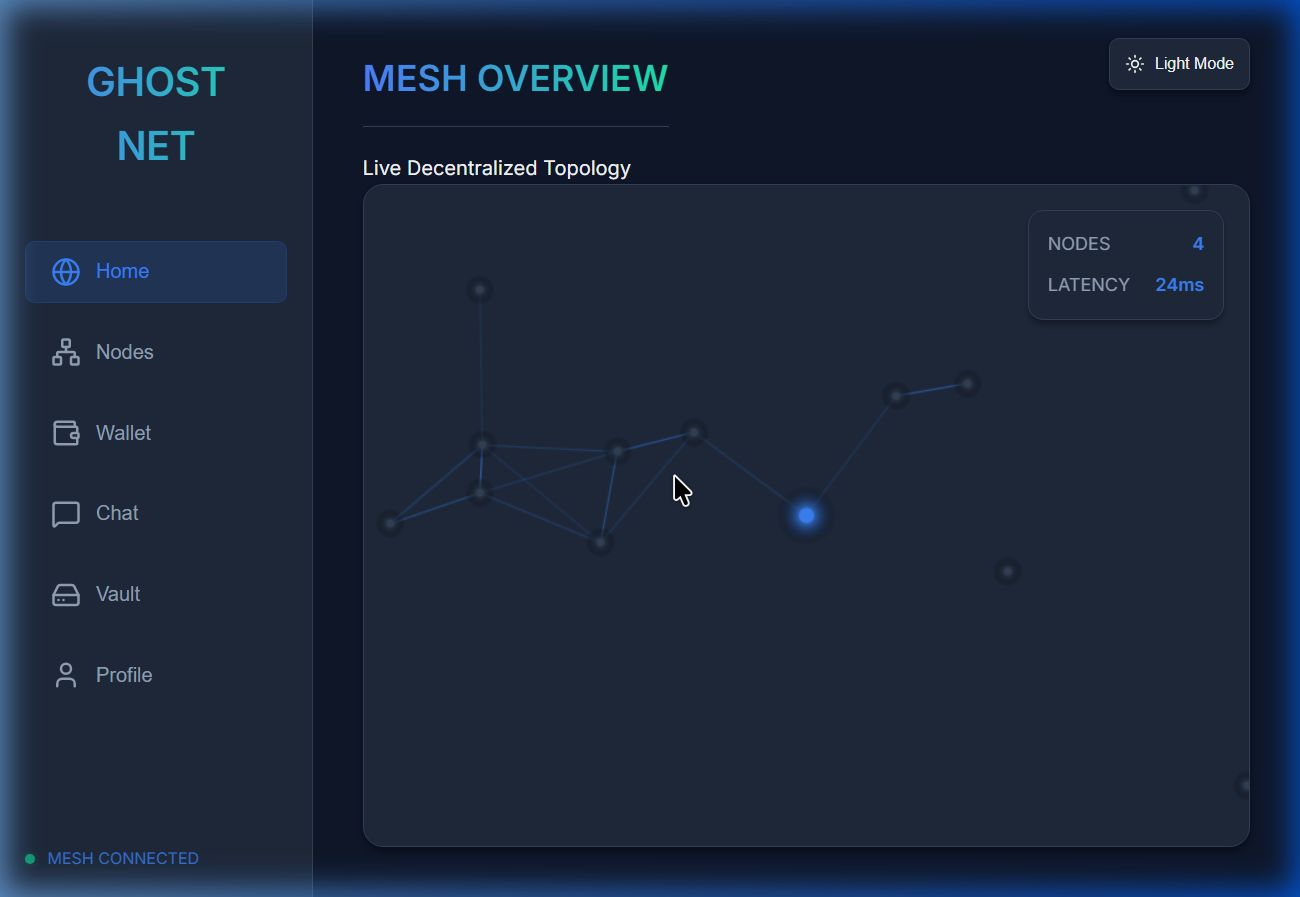 GHOST
NET
Home
Nodes
Wallet
Chat
Vault
Profile
MESH CONNECTED
MESH OVERVIEW
Light Mode
Live Decentralized Topology
NODES 4
LATENCY 24ms